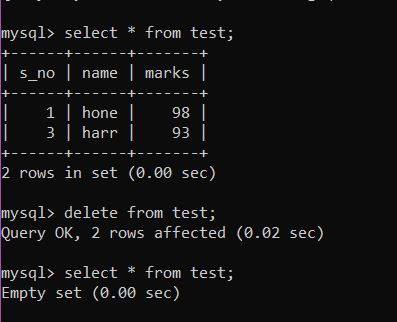 mysql> select * from test;
+------+------+-------+
| s_no | name | marks |
+------+------+-------+
|    1 | hone |    98 |
|    3 | harr |    93 |
+------+------+-------+
2 rows in set (0.00 sec)
mysql> delete from test;
Query OK, 2 rows affected (0.02 sec)
mysql> select * from test;
Empty set (0.00 sec)